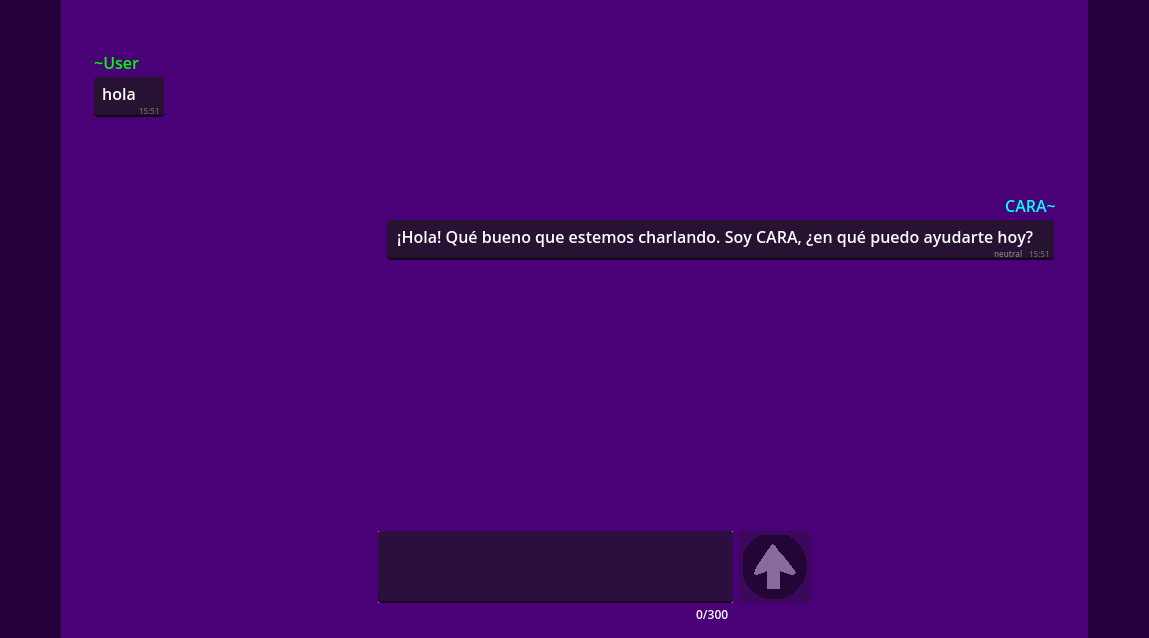 ~User
hola
15:51
CARA~
¡Hola! Qué bueno que estemos charlando. Soy CARA, ¿en qué puedo ayudarte hoy?
neutral 15:51
0/300